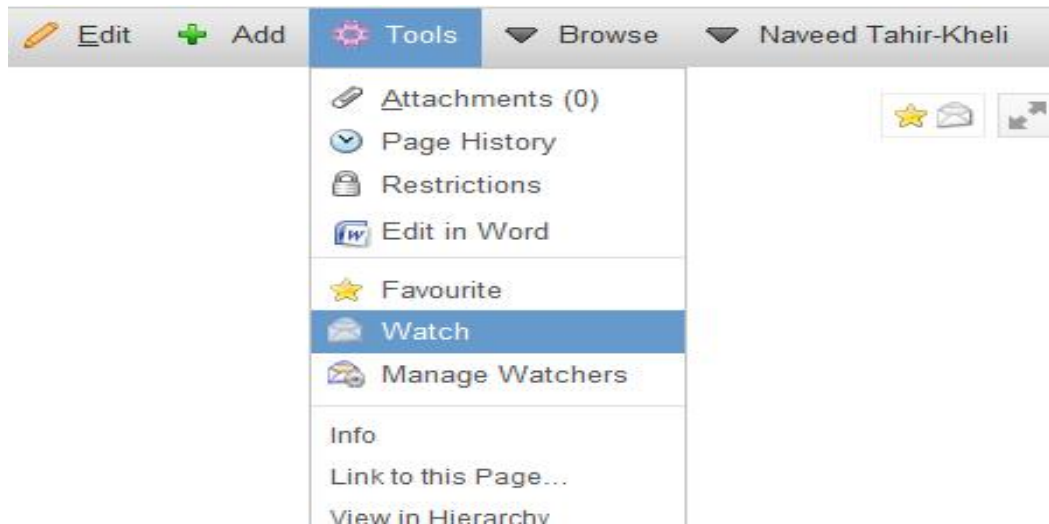 Edit Add Tools Browse Naveed Tahir-Kheli
Attachments (0)
Page History
Restrictions
Edit in Word
Favourite
Watch
Manage Watchers
Info
Link to this Page...
View in Hierarchy